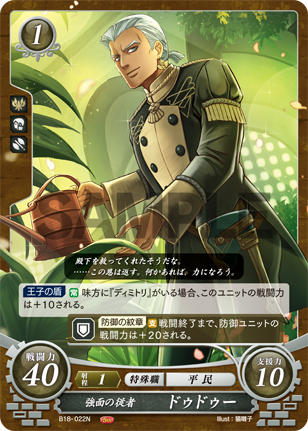 1
SAMPLE
殿下を救ってくれたそうだな。
……この恩は返す。何かあれば、力になろう。
王子の盾 常 味方に『ディミトリ』がいる場合、このユニットの戦闘力
は+10される。
防御の紋章 支 戦闘終了まで、防御ユニットの
戦闘力は+20される。
戦闘力
40
射程 1
特殊職
平民
支援力
10
強面の従者
ドゥドゥー
B18-022N
Illust:猫囃子